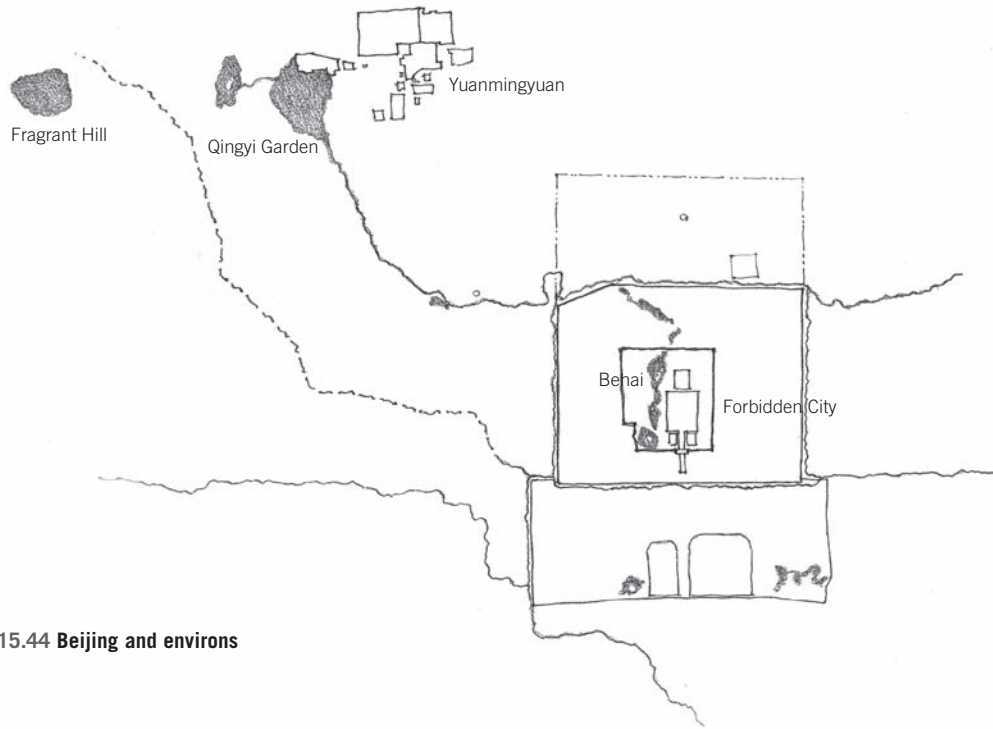 Yuanmingyuan
Fragrant Hill
Qingyi Garden
Behai
Forbidden City
15.44 Beijing and environs